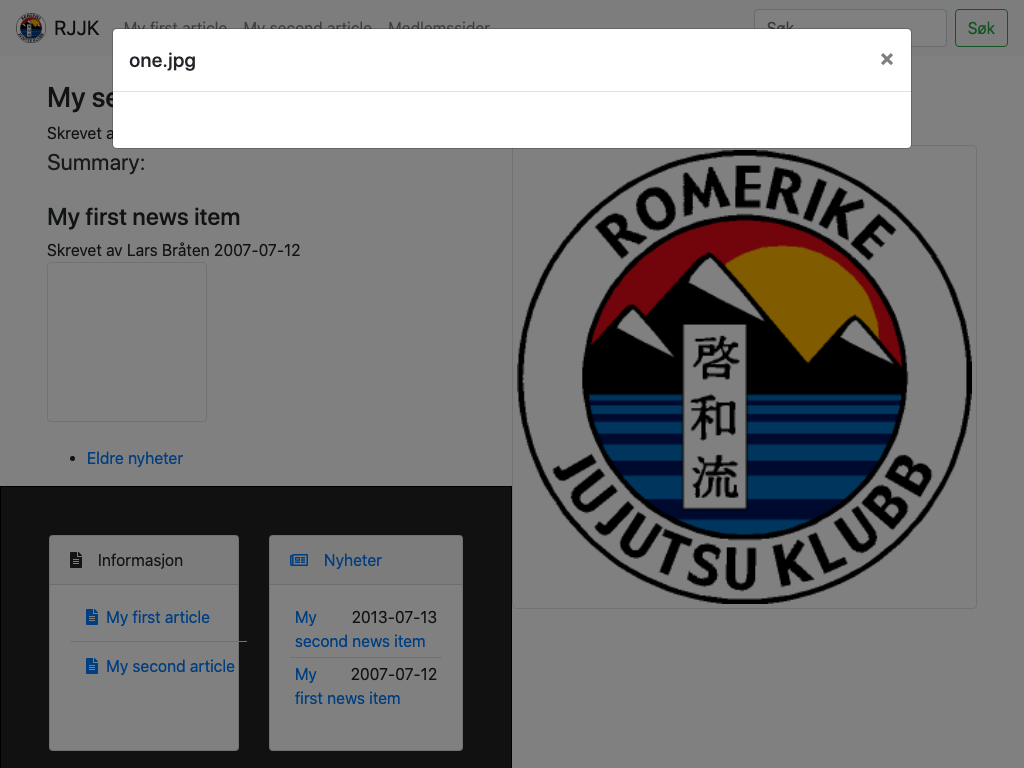 RJJK
My first article
My second article
Medlemssider
Søk
Søk
one.jpg
×
My se
Skrevet a
Summary:
My first news item
Skrevet av Lars Bråten 2007-07-12
Eldre nyheter
ROMERIKE
啓和流
JUJUTSU KLUBB
Informasjon
My first article
My second article
Nyheter
My second news item
2013-07-13
My first news item
2007-07-12